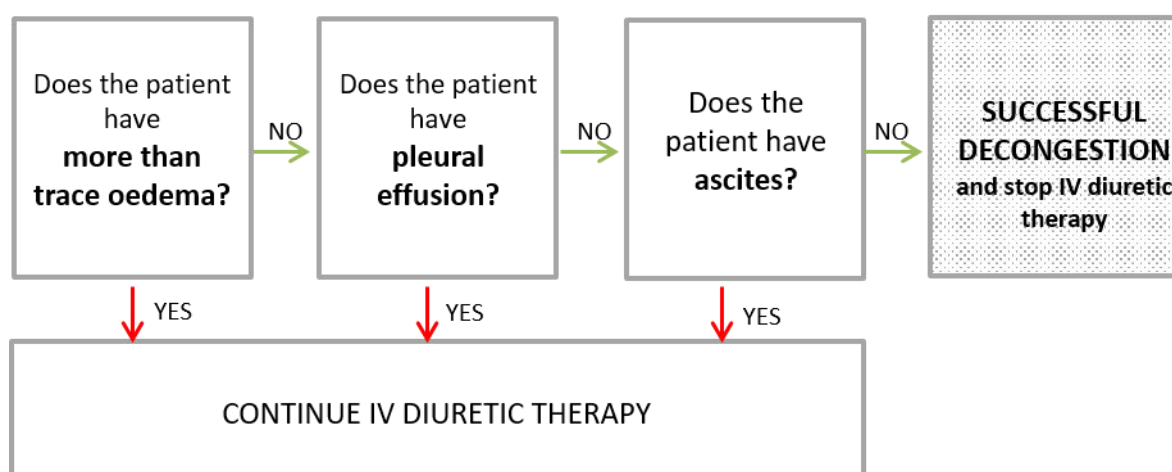 Does the patient
have
more than
trace oedema?
NO
Does the patient
have
pleural
effusion?
NO
Does the
patient have
ascites?
NO
SUCCESSFUL
DECONGESTION
and stop IV diuretic
therapy
YES
YES
YES
CONTINUE IV DIURETIC THERAPY